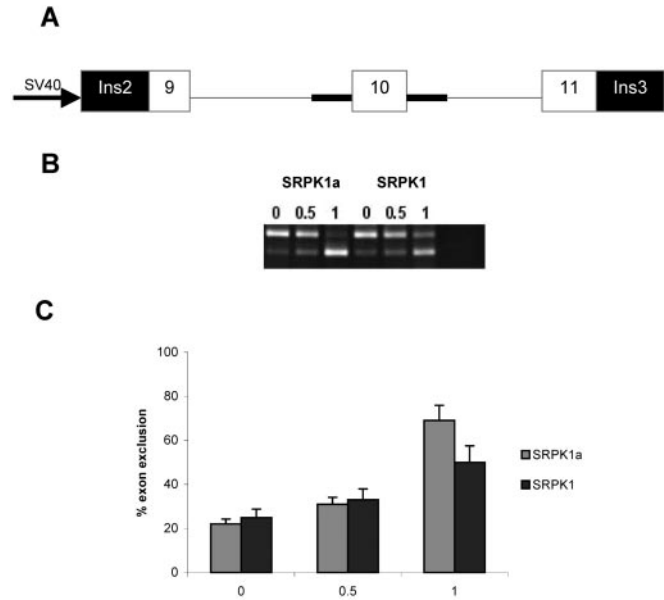 A
SV40 Ins2 9 10 11 Ins3
B
SRPK1a SRPK1
0 0.5 1 0 0.5 1
C
% exon exclusion
100
80
60
40
20
0
0 0.5 1
SRPK1a
SRPK1